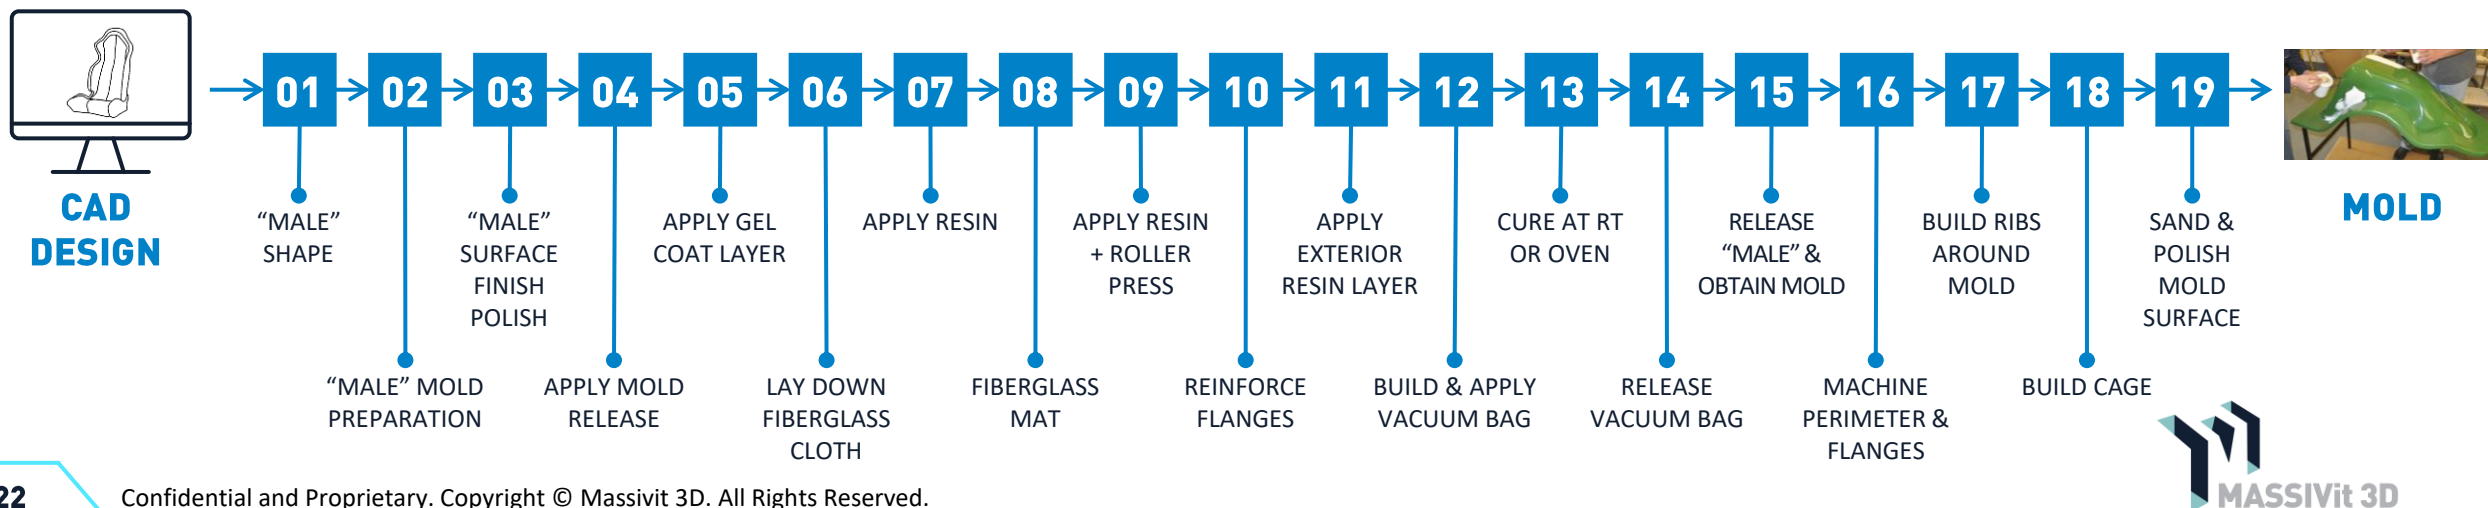 CAD
DESIGN
01
02
03
04
05
06
07
08
09
10
11
12
13
14
15
16
17
18
19
MOLD
“MALE”
SHAPE
“MALE” MOLD
PREPARATION
“MALE”
SURFACE
FINISH
POLISH
APPLY MOLD
RELEASE
APPLY GEL
COAT LAYER
LAY DOWN
FIBERGLASS
CLOTH
APPLY RESIN
FIBERGLASS
MAT
APPLY RESIN
+ ROLLER
PRESS
REINFORCE
FLANGES
APPLY
EXTERIOR
RESIN LAYER
BUILD & APPLY
VACUUM BAG
CURE AT RT
OR OVEN
RELEASE
VACUUM BAG
RELEASE
“MALE” &
OBTAIN MOLD
MACHINE
PERIMETER &
FLANGES
BUILD RIBS
AROUND
MOLD
BUILD CAGE
SAND &
POLISH
MOLD
SURFACE
22
Confidential and Proprietary. Copyright © Massivit 3D. All Rights Reserved.
MASSIVit 3D